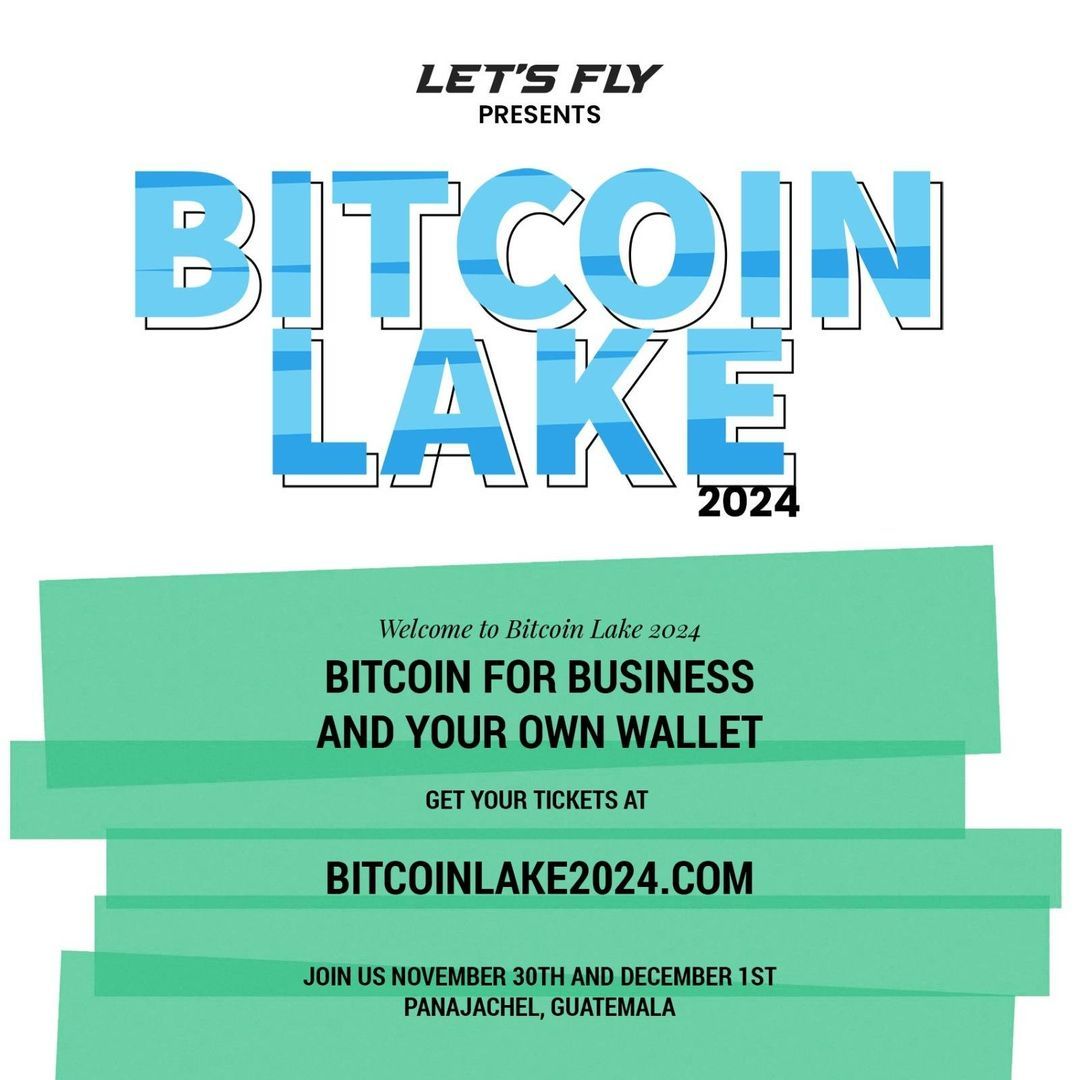 LET'S FLY
PRESENTS
BITCOIN
LAKE
2024
Welcome to Bitcoin Lake 2024
BITCOIN FOR BUSINESS
AND YOUR OWN WALLET
GET YOUR TICKETS AT
BITCOINLAKE2024.COM
JOIN US NOVEMBER 30TH AND DECEMBER 1ST
PANAJACHEL, GUATEMALA